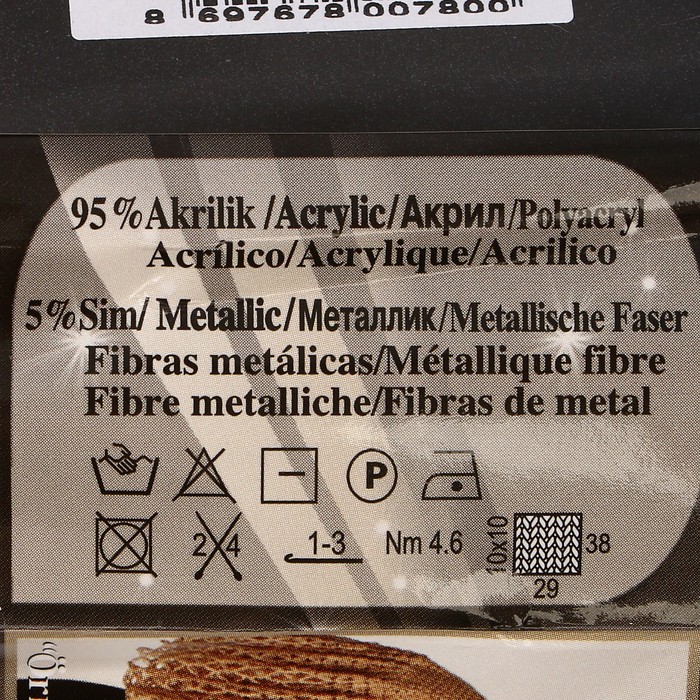 8 697678 007800
95%Akrilik /Acrylic/Акрил/Polyacryl
Acrílico/Acrylique/Acrilico
5%Sim/ Metallic/Металлик/Metallische Faser
Fibras metálicas/Métallique fibre
Fibre metalliche/Fibras de metal
P
2 4 1-3 Nm 4.6 10x10 38
29